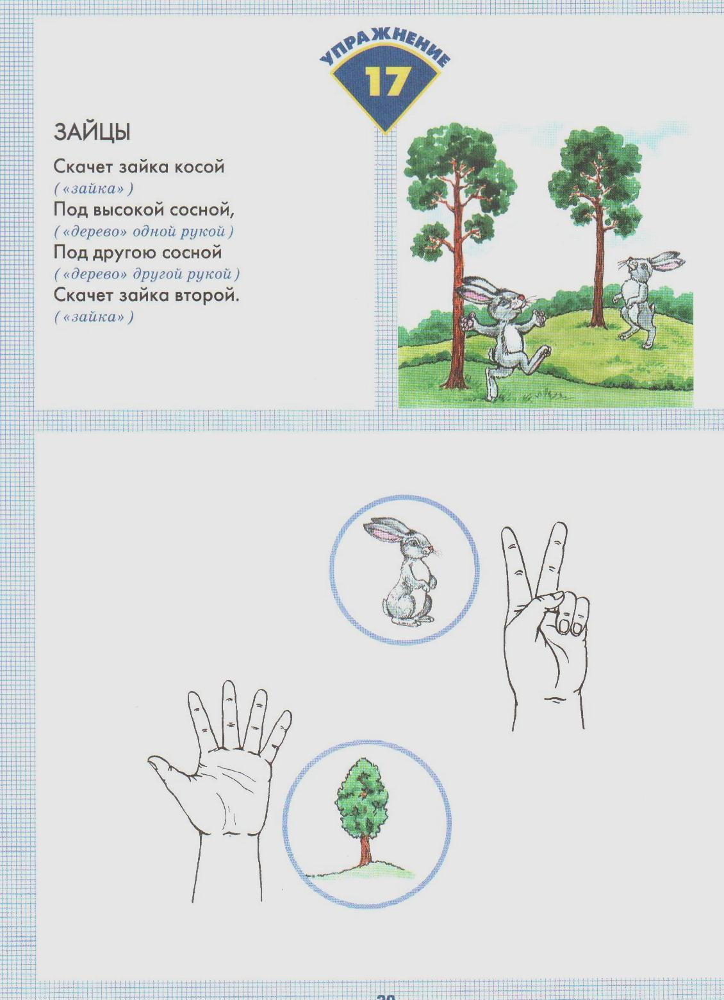 УПРАЖНЕНИЕ
17
ЗАЙЦЫ
Скачет зайка косой
(«зайка»)
Под высокой сосной,
(«дерево» одной рукой)
Под другою сосной
(«дерево» другой рукой)
Скачет зайка второй.
(«зайка»)